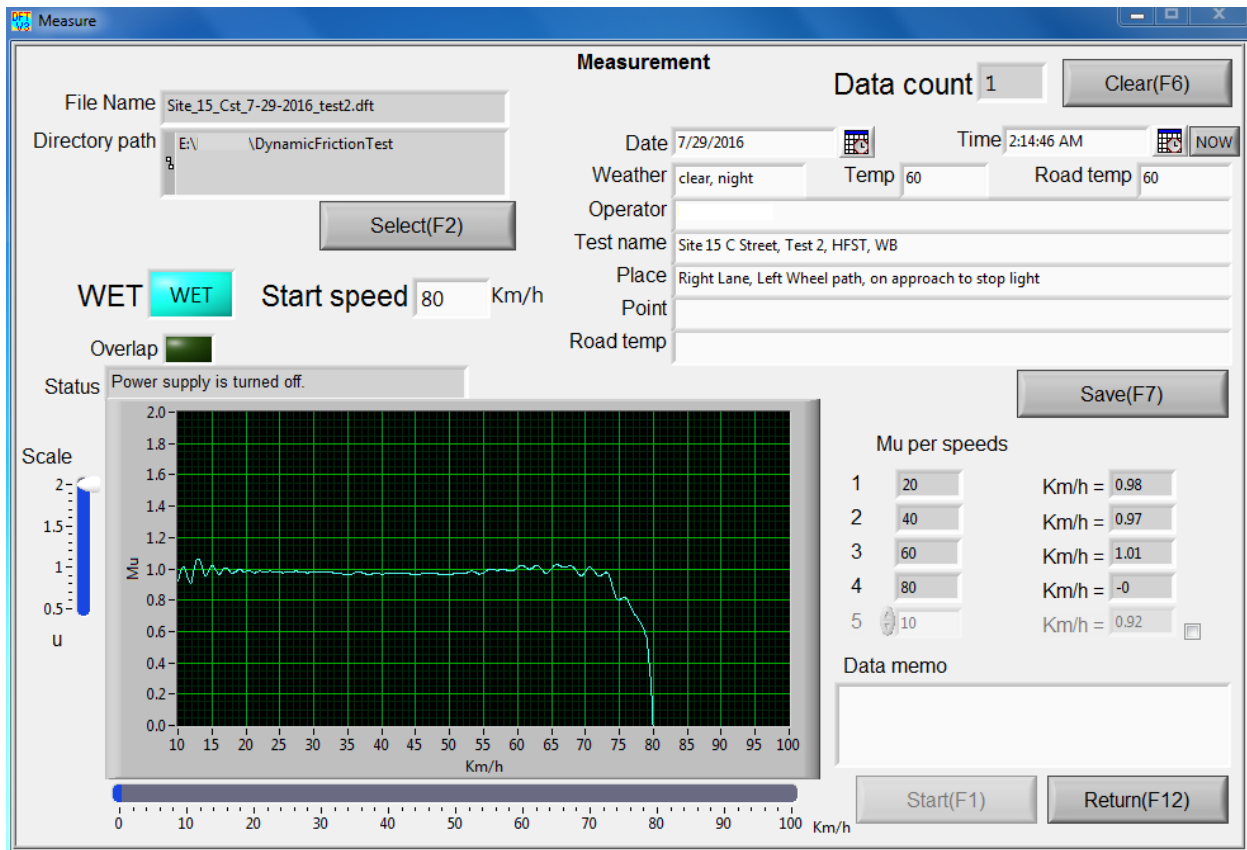 DFT V3 Measure
Measurement
Data count 1 Clear(F6)
File Name Site_15_Cst_7-29-2016_test2.dft
Directory path E:\ \DynamicFrictionTest
Select(F2)
Date 7/29/2016 Time 2:14:46 AM NOW
Weather clear, night Temp 60 Road temp 60
Operator
Test name Site 15 C Street, Test 2, HFST, WB
Place Right Lane, Left Wheel path, on approach to stop light
Point
Road temp
WET WET Start speed 80 Km/h
Overlap
Status Power supply is turned off.
Save(F7)
Scale
2
1.5
1
0.5
u
2.0
1.8
1.6
1.4
1.2
1.0
0.8
0.6
0.4
0.2
0.0
Mu
10 15 20 25 30 35 40 45 50 55 60 65 70 75 80 85 90 95 100
Km/h
0 10 20 30 40 50 60 70 80 90 100 Km/h
Mu per speeds
1 20 Km/h = 0.98
2 40 Km/h = 0.97
3 60 Km/h = 1.01
4 80 Km/h = -0
5 10 Km/h = 0.92
Data memo
Start(F1) Return(F12)